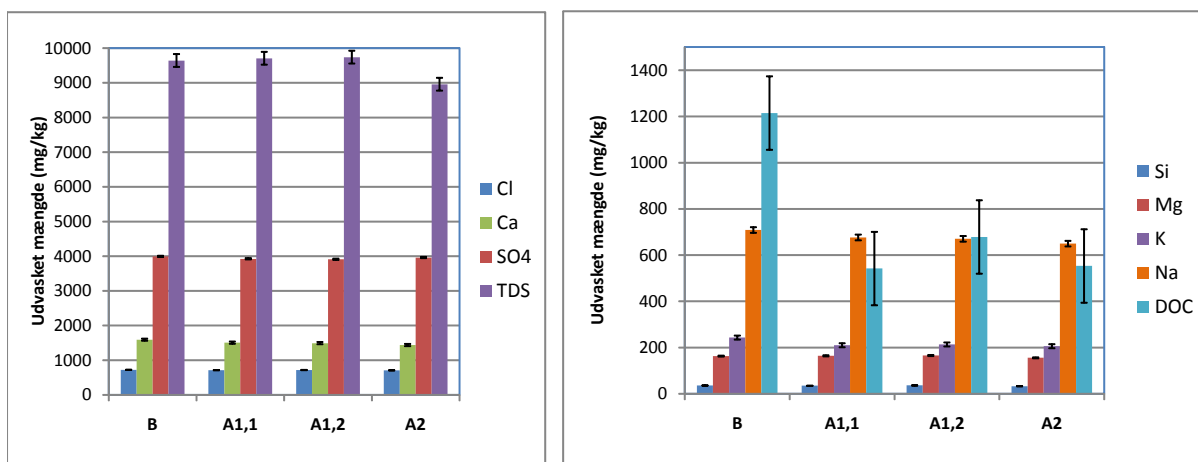 Udvasket mængde (mg/kg)
10000
9000
8000
7000
6000
5000
4000
3000
2000
1000
0
B A1,1 A1,2 A2
Cl
Ca
SO4
TDS
Udvasket mængde (mg/kg)
1400
1200
1000
800
600
400
200
0
B A1,1 A1,2 A2
Si
Mg
K
Na
DOC